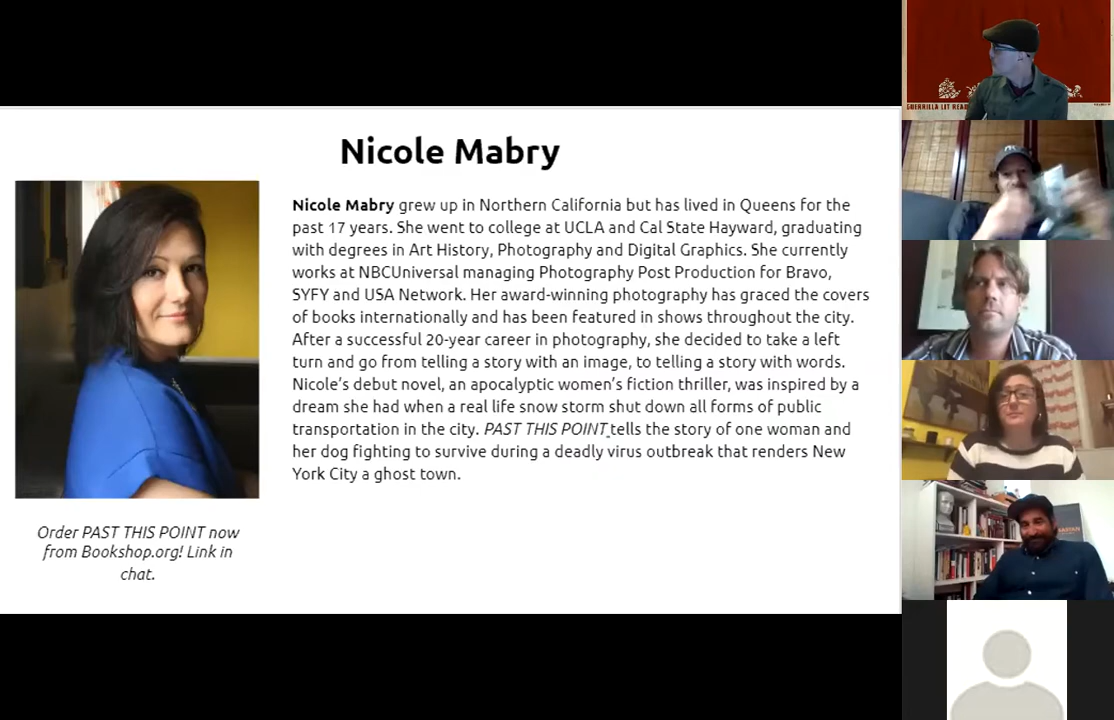 Nicole Mabry
Nicole Mabry grew up in Northern California but has lived in Queens for the
past 17 years. She went to college at UCLA and Cal State Hayward, graduating
with degrees in Art History, Photography and Digital Graphics. She currently
works at NBCUniversal managing Photography Post Production for Bravo,
SYFY and USA Network. Her award-winning photography has graced the covers
of books internationally and has been featured in shows throughout the city.
After a successful 20-year career in photography, she decided to take a left
turn and go from telling a story with an image, to telling a story with words.
Nicole's debut novel, an apocalyptic women's fiction thriller, was inspired by a
dream she had when a real life snow storm shut down all forms of public
transportation in the city. PAST THIS POINT tells the story of one woman and
her dog fighting to survive during a deadly virus outbreak that renders New
York City a ghost town.
Order PAST THIS POINT now
from Bookshop.org! Link in
chat.
GUERRILLA LIT READ